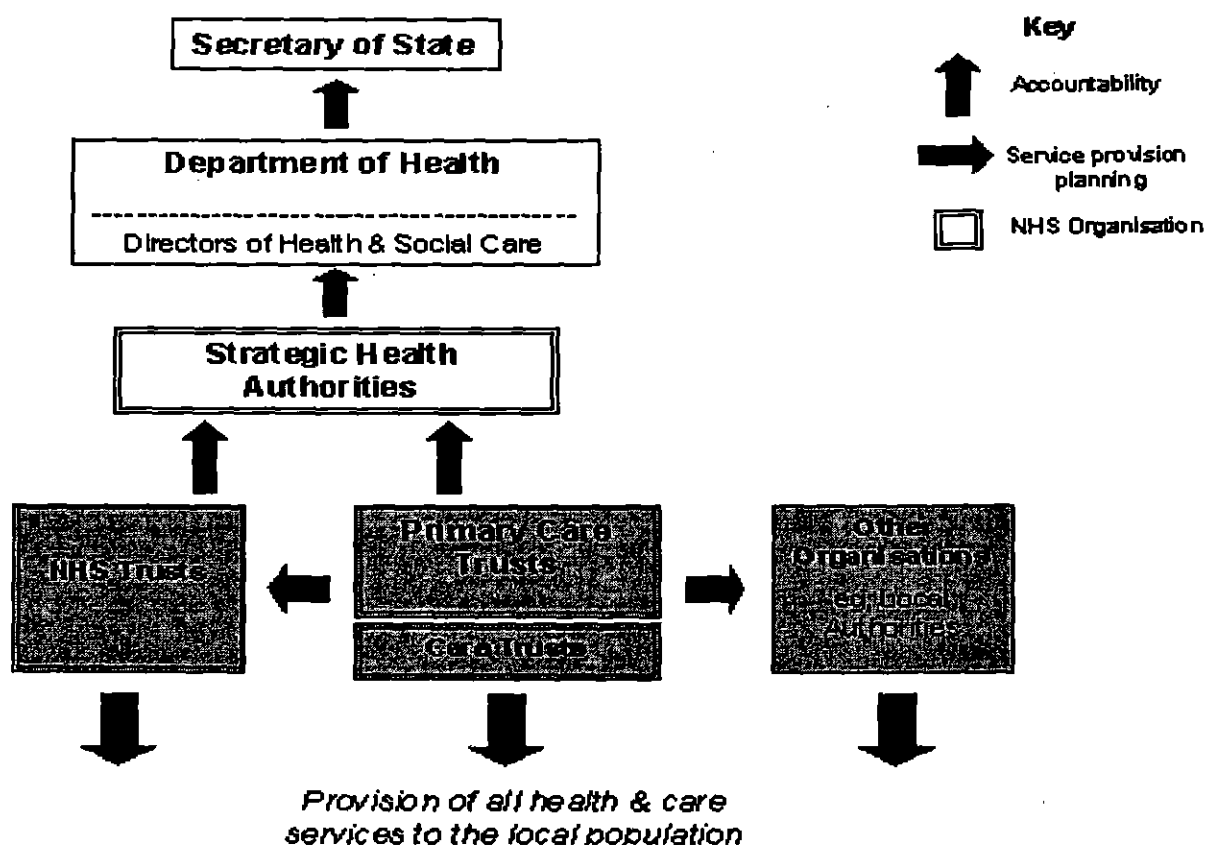 Secretary of State
Department of Health
Directors of Health & Social Care
Strategic Health
Authorities
NHS Trusts
Primary Care
Trusts
Care Trusts
Other
Organisations
eg. Local
Authorities
Provision of all health & care
services to the local population
Key
Accountability
Service provision
planning
NHS Organisation